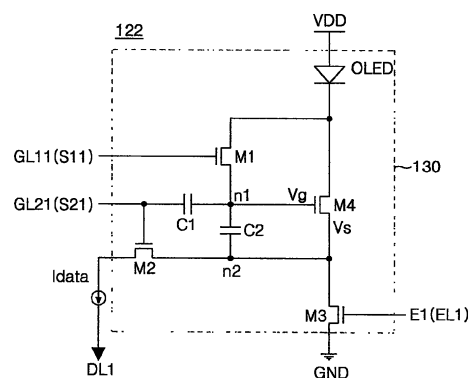 122
VDD
OLED
GL11(S11)
M1
130
GL21(S21)
n1
Vg
M4
C1
C2
Vs
M2
n2
Idata
M3
E1(EL1)
DL1
GND